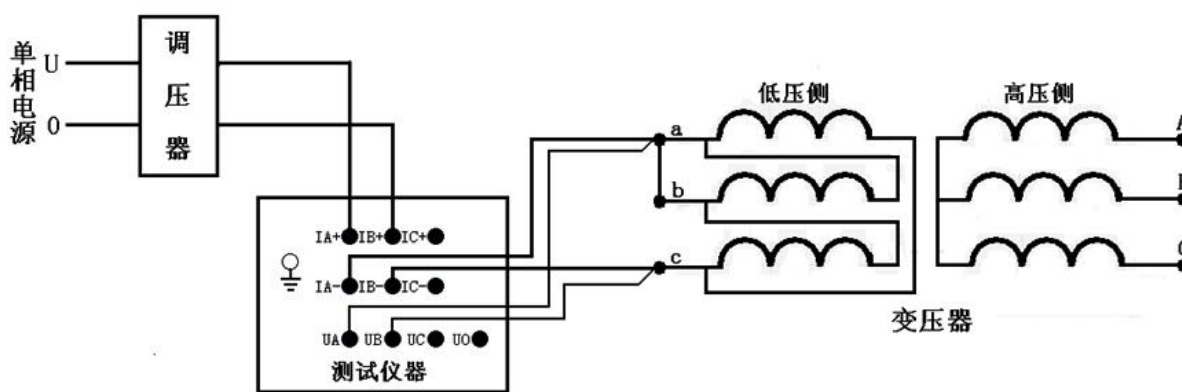 单相电源
U
0
调压器
低压侧
高压侧
a
b
c
A
IA+ IB+ IC+
IA- IB- IC-
UA UB UC UO
测试仪器
变压器